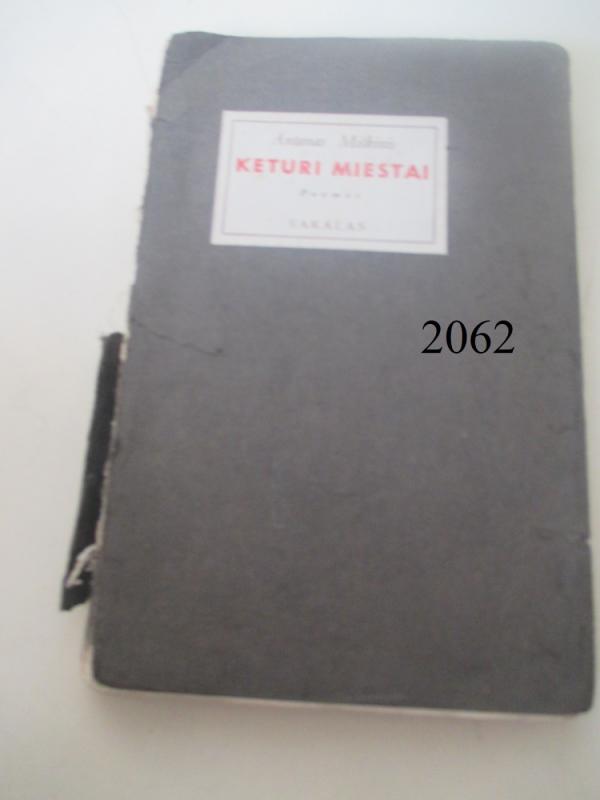 Antanas Miškinis
KETURI MIESTAI
Poemos
SAKALAS
2062